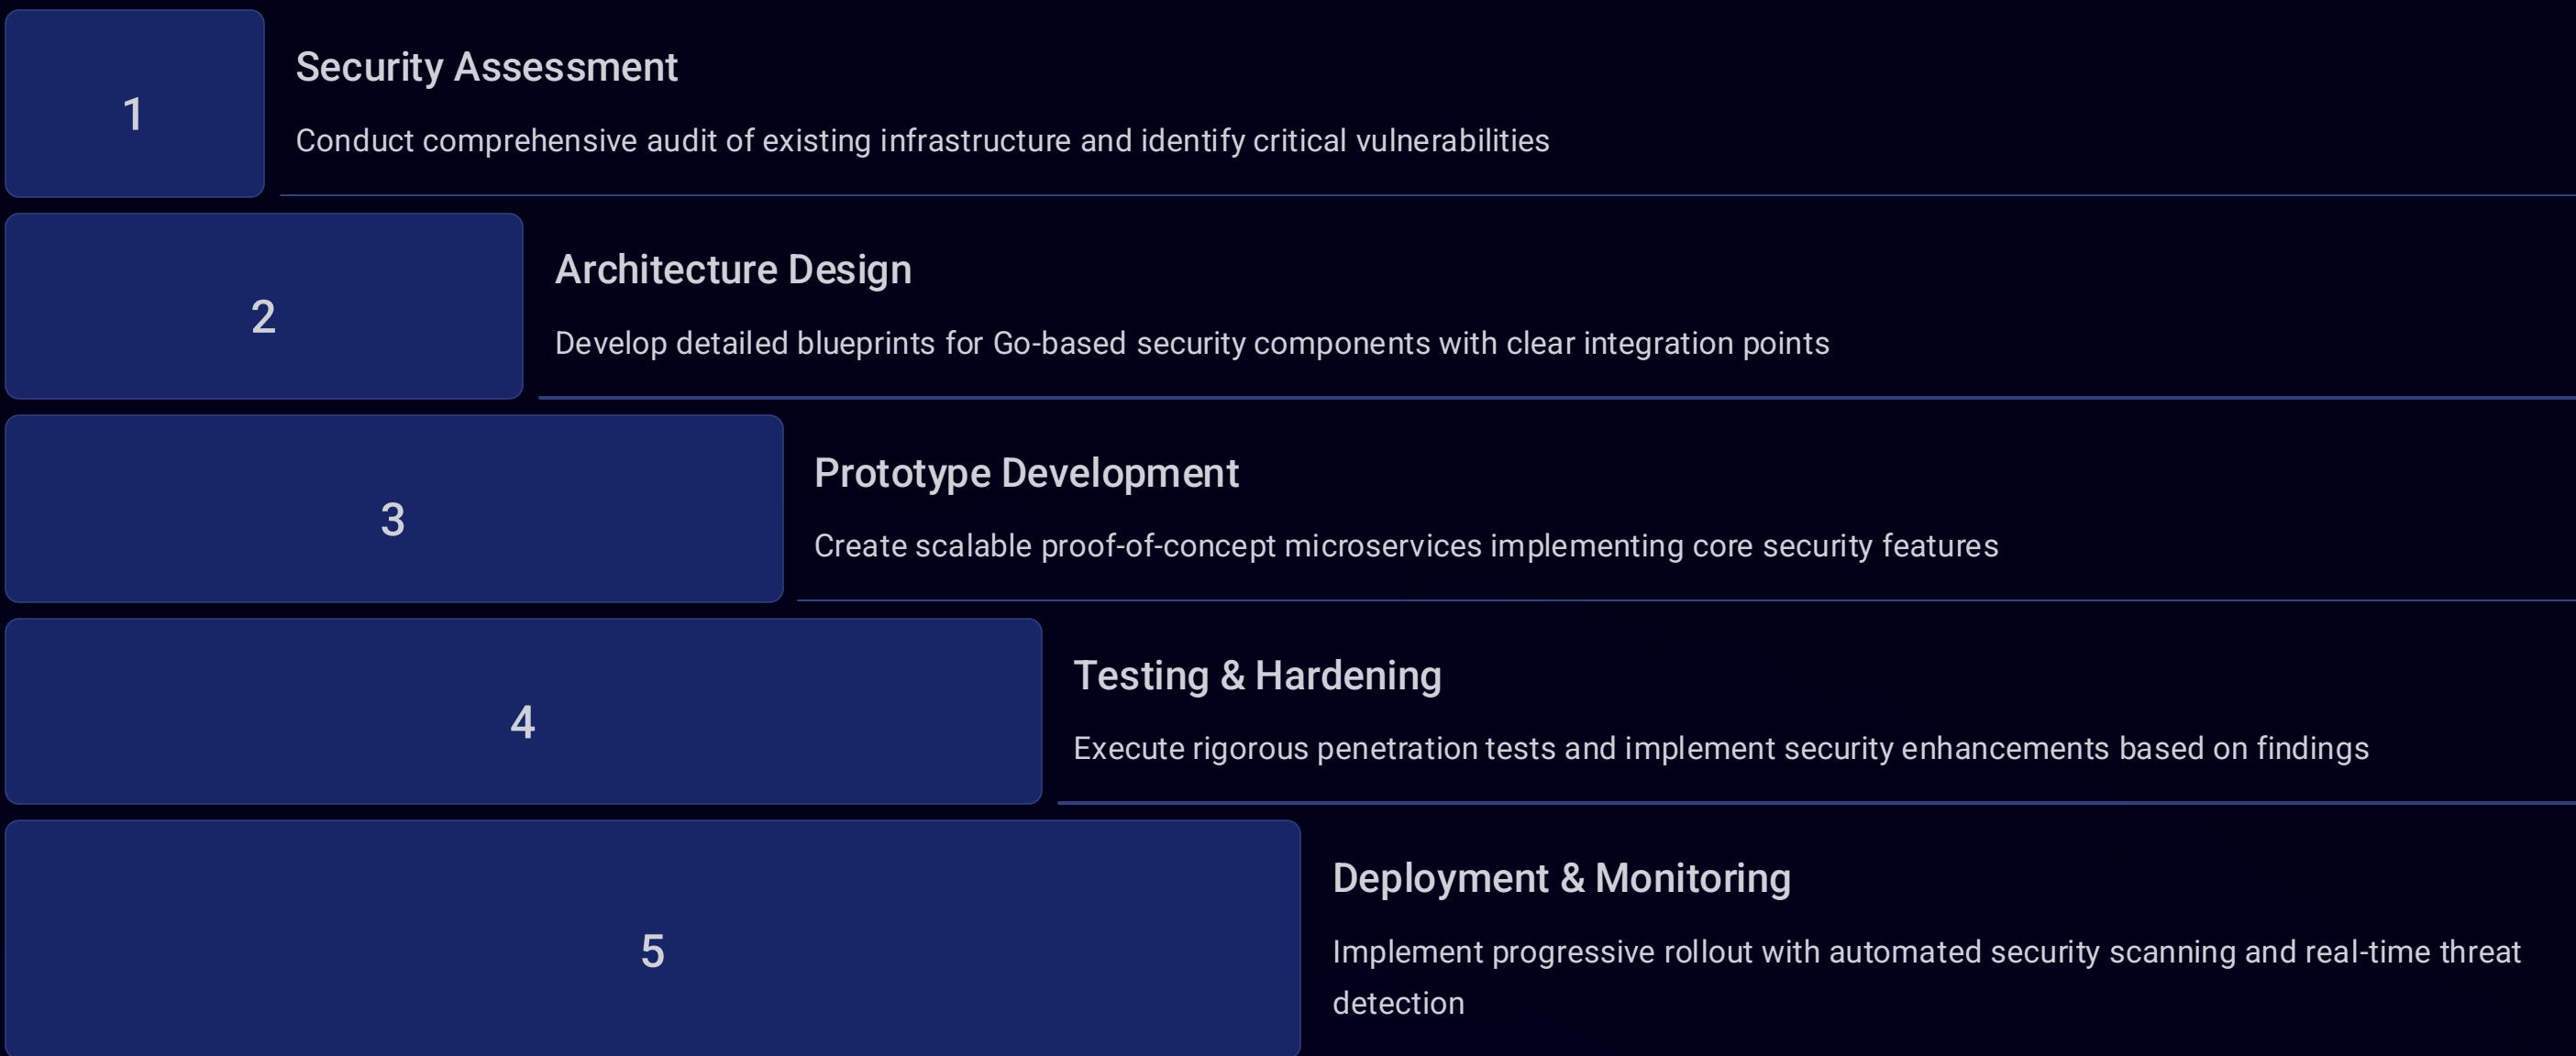 1
Security Assessment
Conduct comprehensive audit of existing infrastructure and identify critical vulnerabilities
2
Architecture Design
Develop detailed blueprints for Go-based security components with clear integration points
3
Prototype Development
Create scalable proof-of-concept microservices implementing core security features
4
Testing & Hardening
Execute rigorous penetration tests and implement security enhancements based on findings
5
Deployment & Monitoring
Implement progressive rollout with automated security scanning and real-time threat
detection